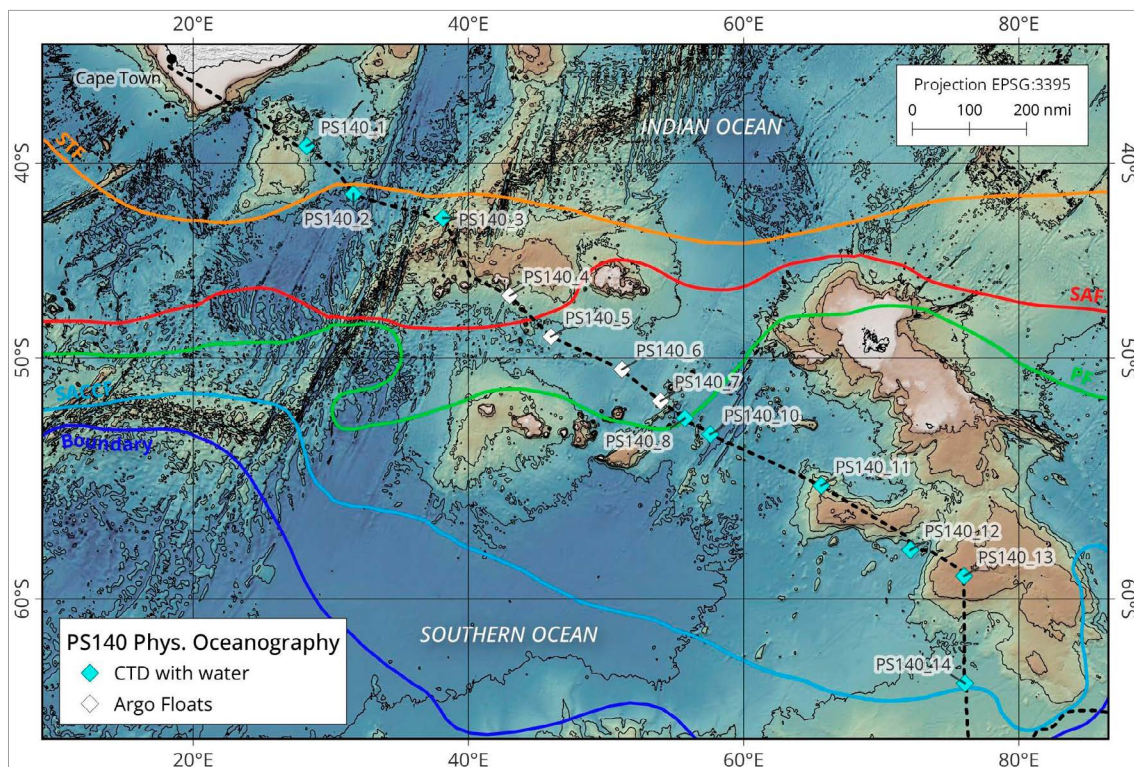 20°E 40°E 60°E 80°E
Cape Town
Projection EPSG:3395
0 100 200 nmi
INDIAN OCEAN
PS140_1
40°S 40°S
STF
PS140_2
PS140_3
PS140_4
SAF
PS140_5
PS140_6
50°S 50°S
PF
PS140_7
SACCF
PS140_8
PS140_10
Boundary
PS140_11
PS140_12
PS140_13
60°S 60°S
SOUTHERN OCEAN
PS140_14
PS140 Phys. Oceanography
CTD with water
Argo Floats
20°E 40°E 60°E 80°E